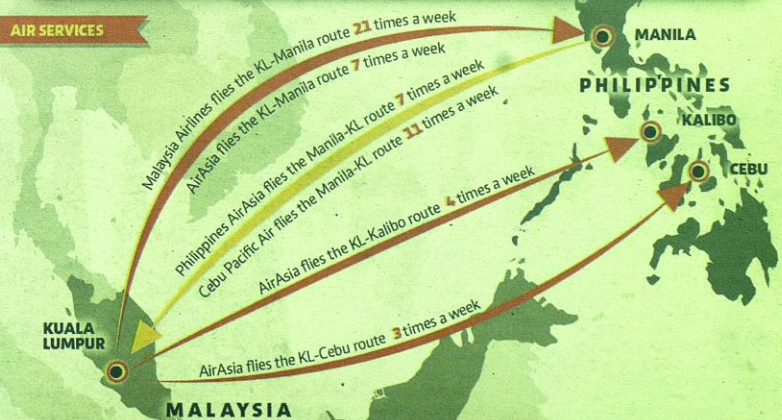 AIR SERVICES
Malaysia Airlines flies the KL-Manila route 21 times a week
AirAsia flies the KL-Manila route 7 times a week
MANILA
PHILIPPINES
Philippines AirAsia flies the Manila-KL route 7 times a week
Cebu Pacific Air flies the Manila-KL route 11 times a week
KALIBO
CEBU
AirAsia flies the KL-Kalibo route 4 times a week
KUALA
LUMPUR
AirAsia flies the KL-Cebu route 3 times a week
MALAYSIA